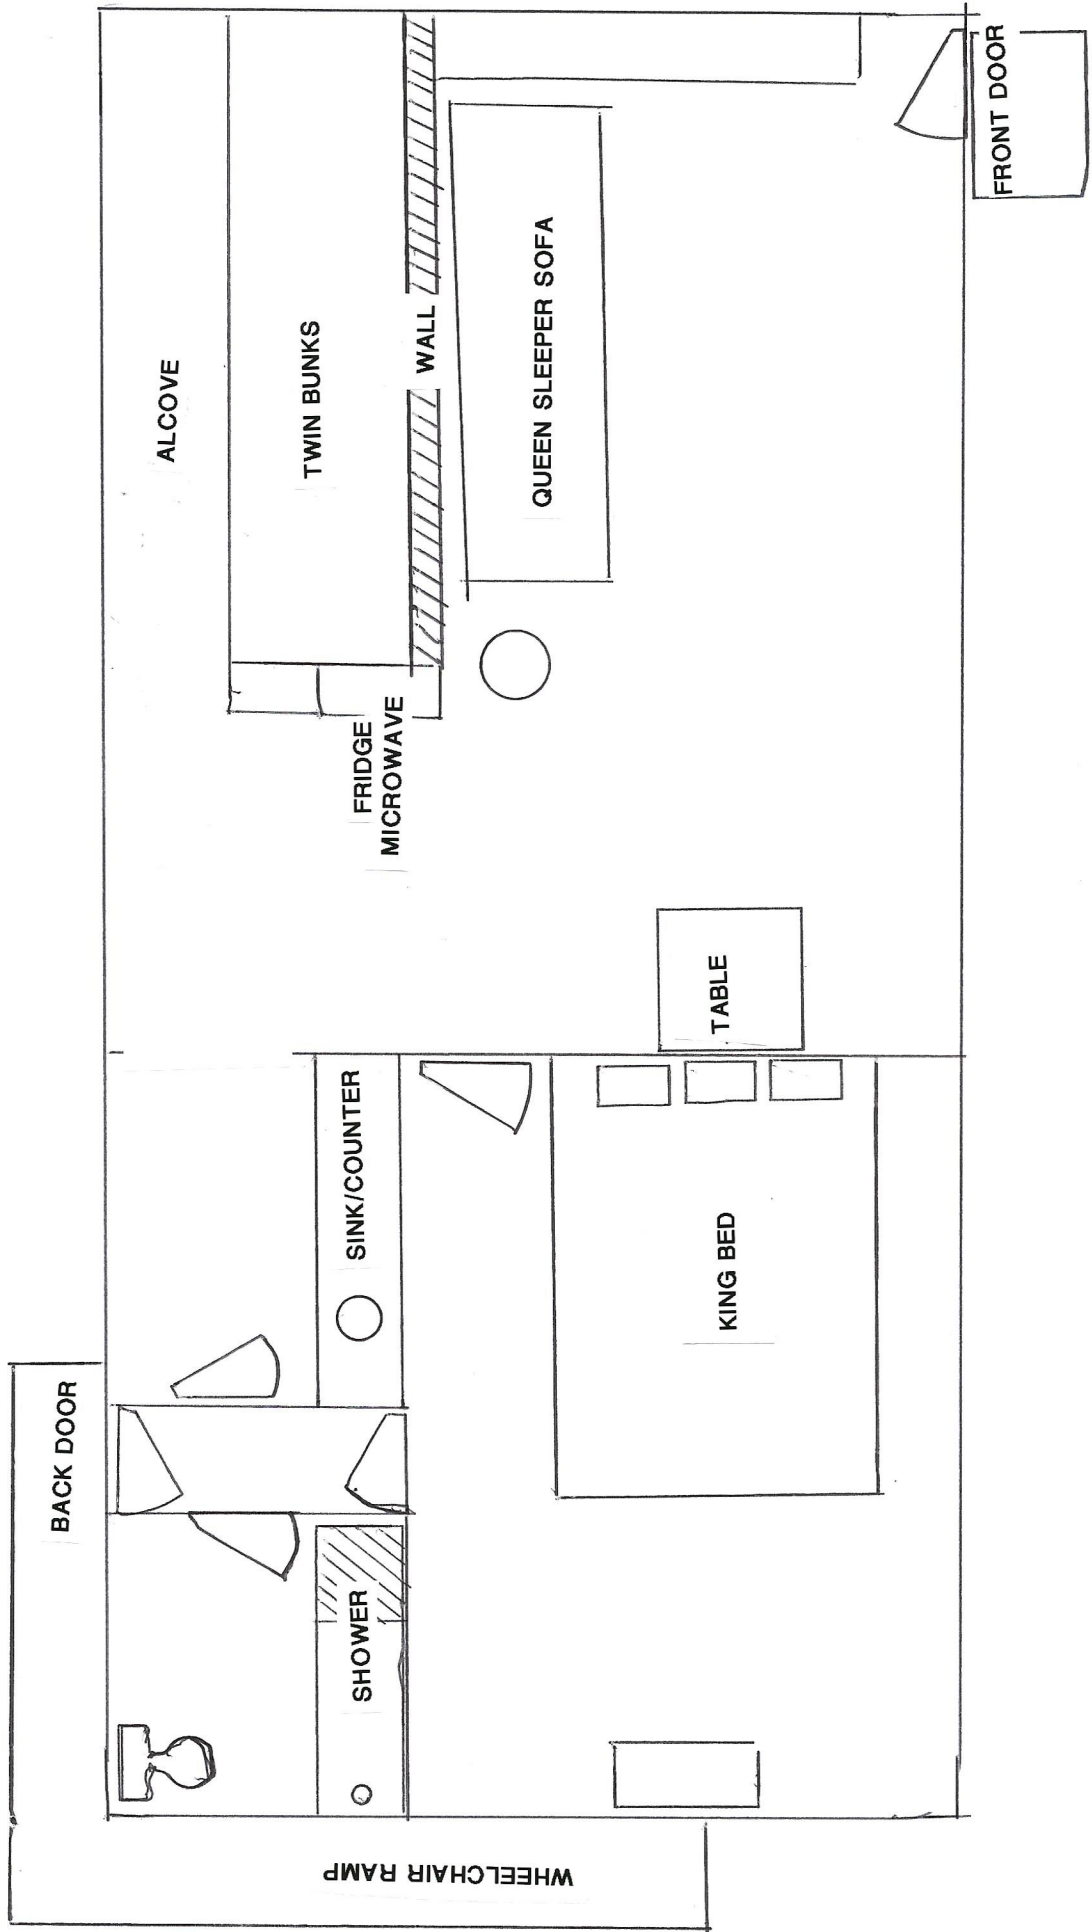 FRONT DOOR
ALCOVE
TWIN BUNKS
WALL
QUEEN SLEEPER SOFA
FRIDGE
MICROWAVE
TABLE
SINK/COUNTER
KING BED
BACK DOOR
SHOWER
WHEELCHAIR RAMP